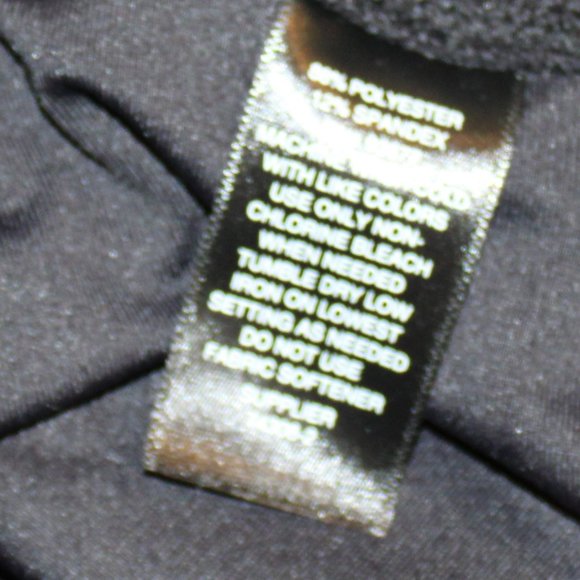 88% POLYESTER
12% SPANDEX
MACHINE
WITH LIKE COLORS
USE ONLY NON-
CHLORINE BLEACH
WHEN NEEDED
TUMBLE DRY LOW
IRON ON LOWEST
SETTING AS NEEDED
DO NOT USE
FABRIC SOFTENER
SUPPLIER